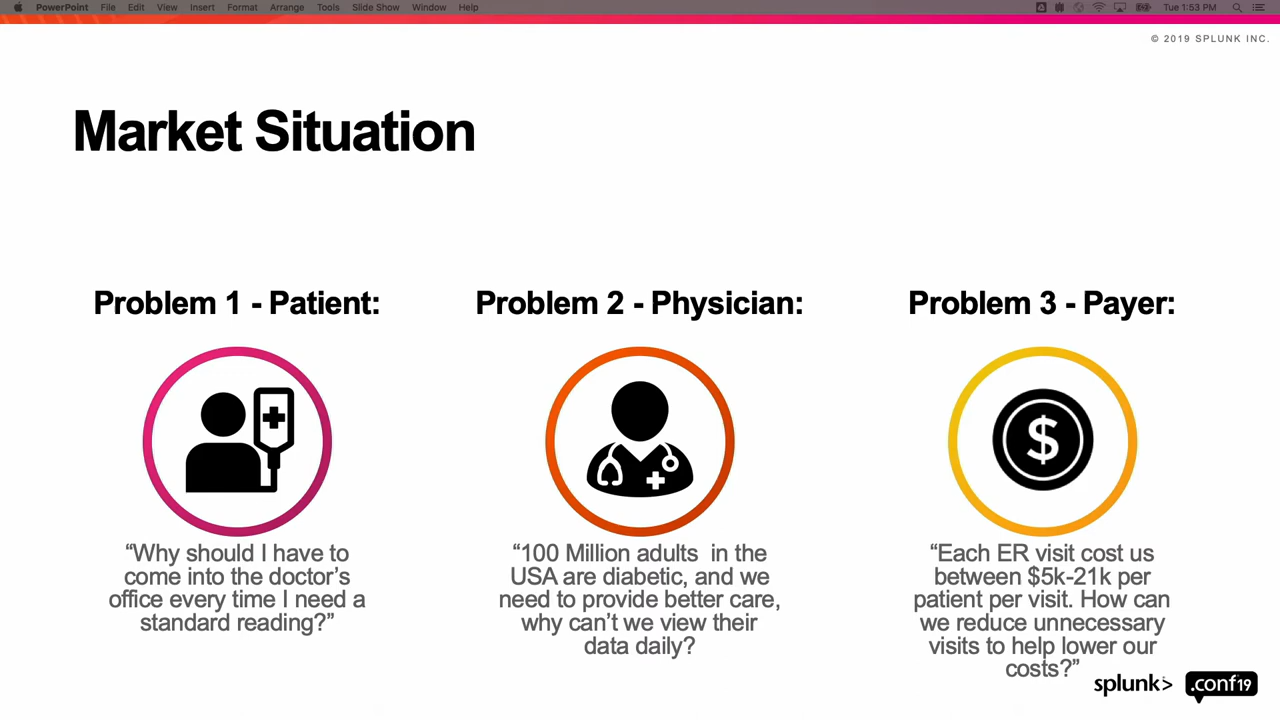 PowerPoint File Edit View Insert Format Arrange Tools Slide Show Window Help Tue 1:53 PM
© 2019 SPLUNK INC.
Market Situation
Problem 1 - Patient:
“Why should I have to
come into the doctor’s
office every time I need a
standard reading?”
Problem 2 - Physician:
“100 Million adults in the
USA are diabetic, and we
need to provide better care,
why can’t we view their
data daily?
Problem 3 - Payer:
$
“Each ER visit cost us
between $5k-21k per
patient per visit. How can
we reduce unnecessary
visits to help lower our
costs?”
splunk> .conf19